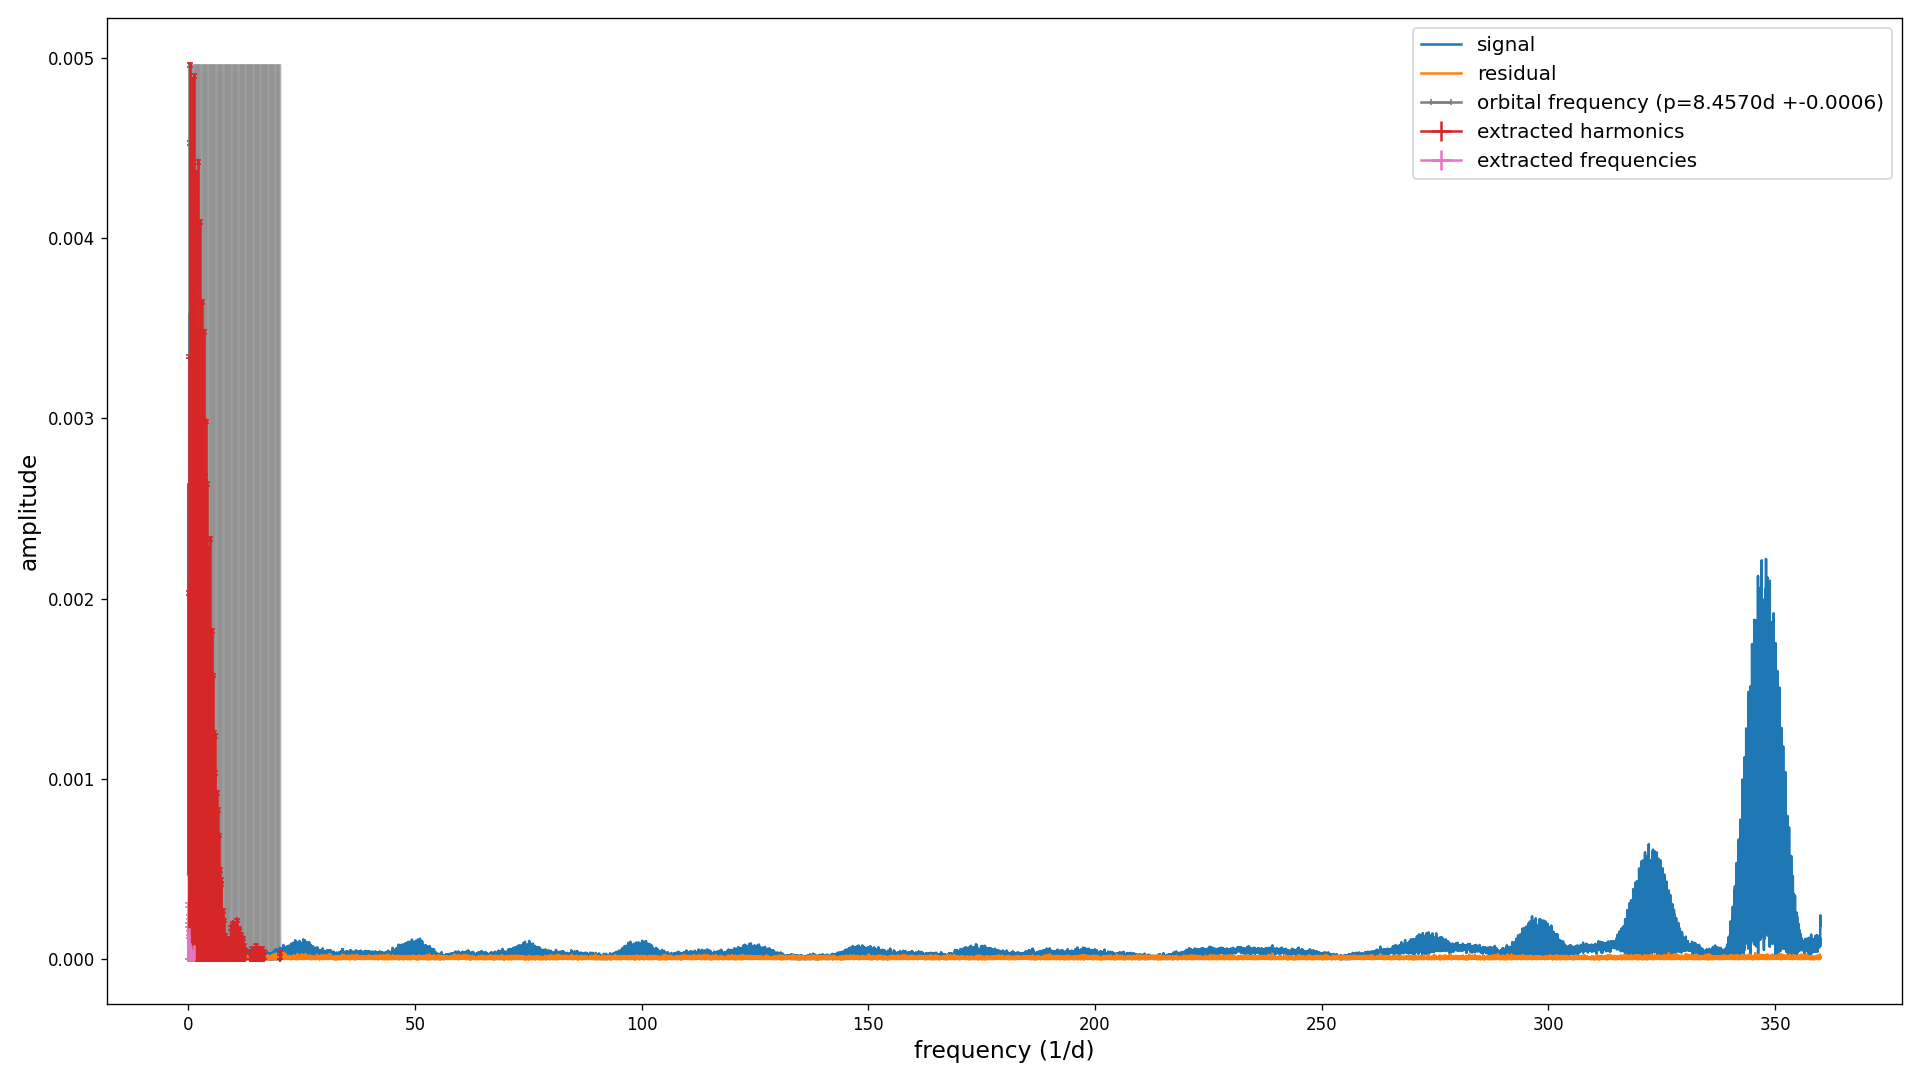 signal
residual
orbital frequency (p=8.4570d +-0.0006)
extracted harmonics
extracted frequencies
0.005
0.004
0.003
0.002
0.001
0.000
amplitude
0 50 100 150 200 250 300 350
frequency (1/d)